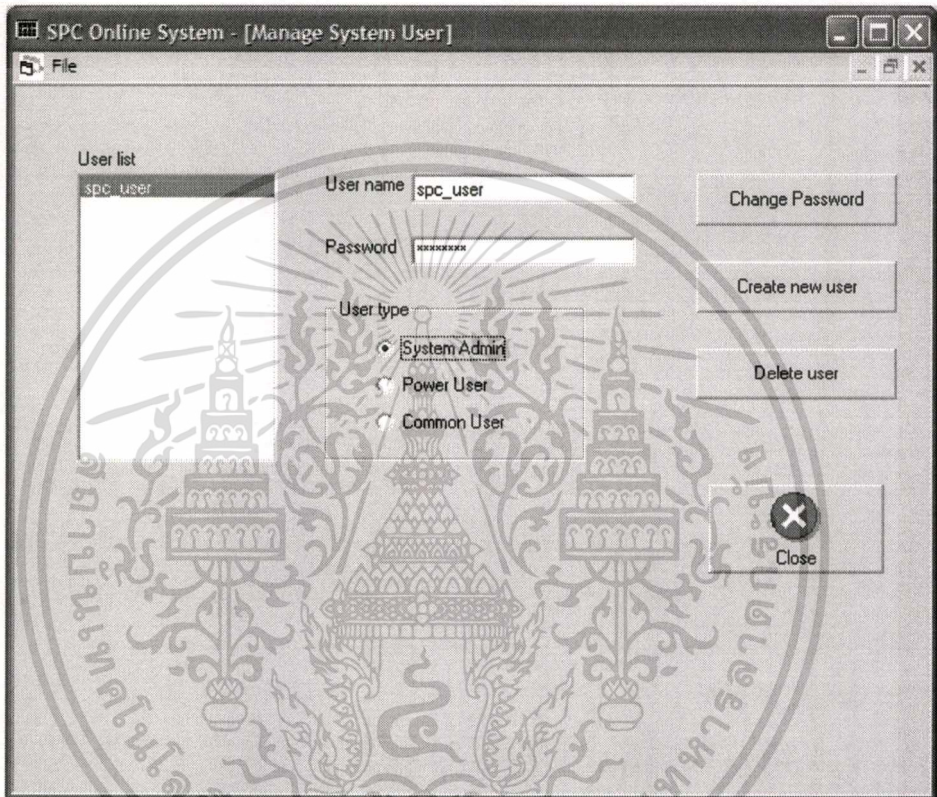 SPC Online System - [Manage System User]
File
User list
spc_user
User name spc_user
Password xxxxxxxx
User type
System Admin
Power User
Common User
Change Password
Create new user
Delete user
Close